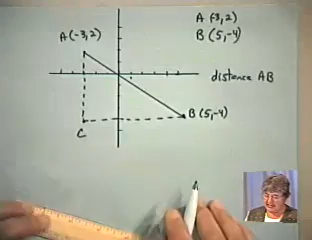 A (-3, 2)
B (5, -4)
A (-3, 2)
distance AB
B (5, -4)
C